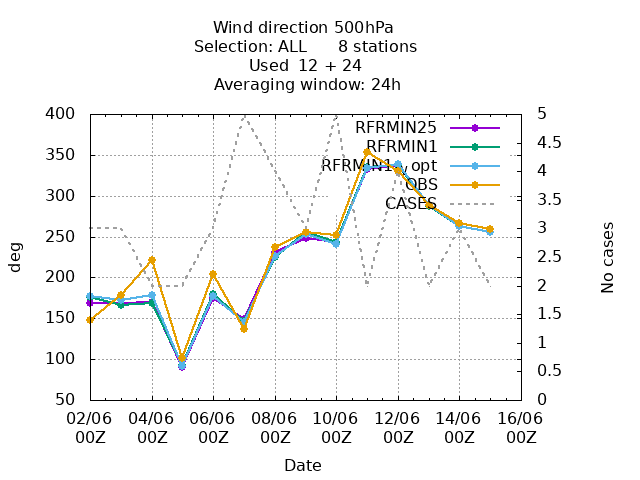 Wind direction 500hPa
Selection: ALL 8 stations
Used 12 + 24
Averaging window: 24h
400
350
300
250
200
150
100
50
deg
5
4.5
4
3.5
3
2.5
2
1.5
1
0.5
0
No cases
RFRMIN25
RFRMIN1
opt
OBS
CASES
02/06 04/06 06/06 08/06 10/06 12/06 14/06 16/06
00Z 00Z 00Z 00Z 00Z 00Z 00Z 00Z
Date